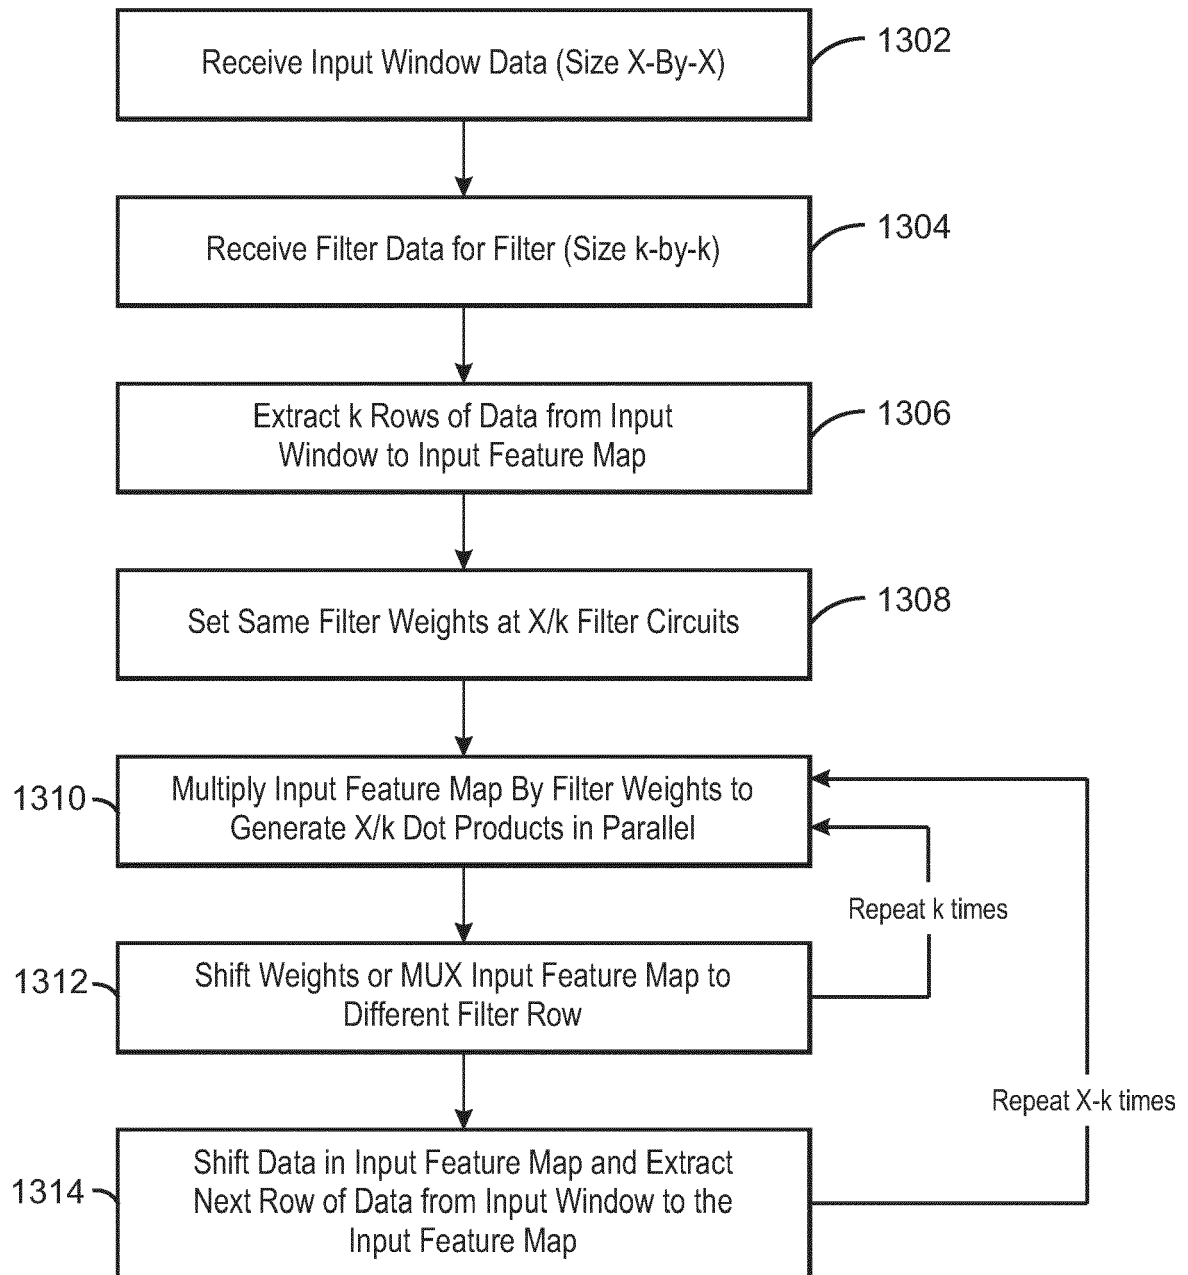 Receive Input Window Data (Size X-By-X)
1302
Receive Filter Data for Filter (Size k-by-k)
1304
Extract k Rows of Data from Input
Window to Input Feature Map
1306
Set Same Filter Weights at X/k Filter Circuits
1308
1310
Multiply Input Feature Map By Filter Weights to
Generate X/k Dot Products in Parallel
Repeat k times
1312
Shift Weights or MUX Input Feature Map to
Different Filter Row
Repeat X-k times
1314
Shift Data in Input Feature Map and Extract
Next Row of Data from Input Window to the
Input Feature Map